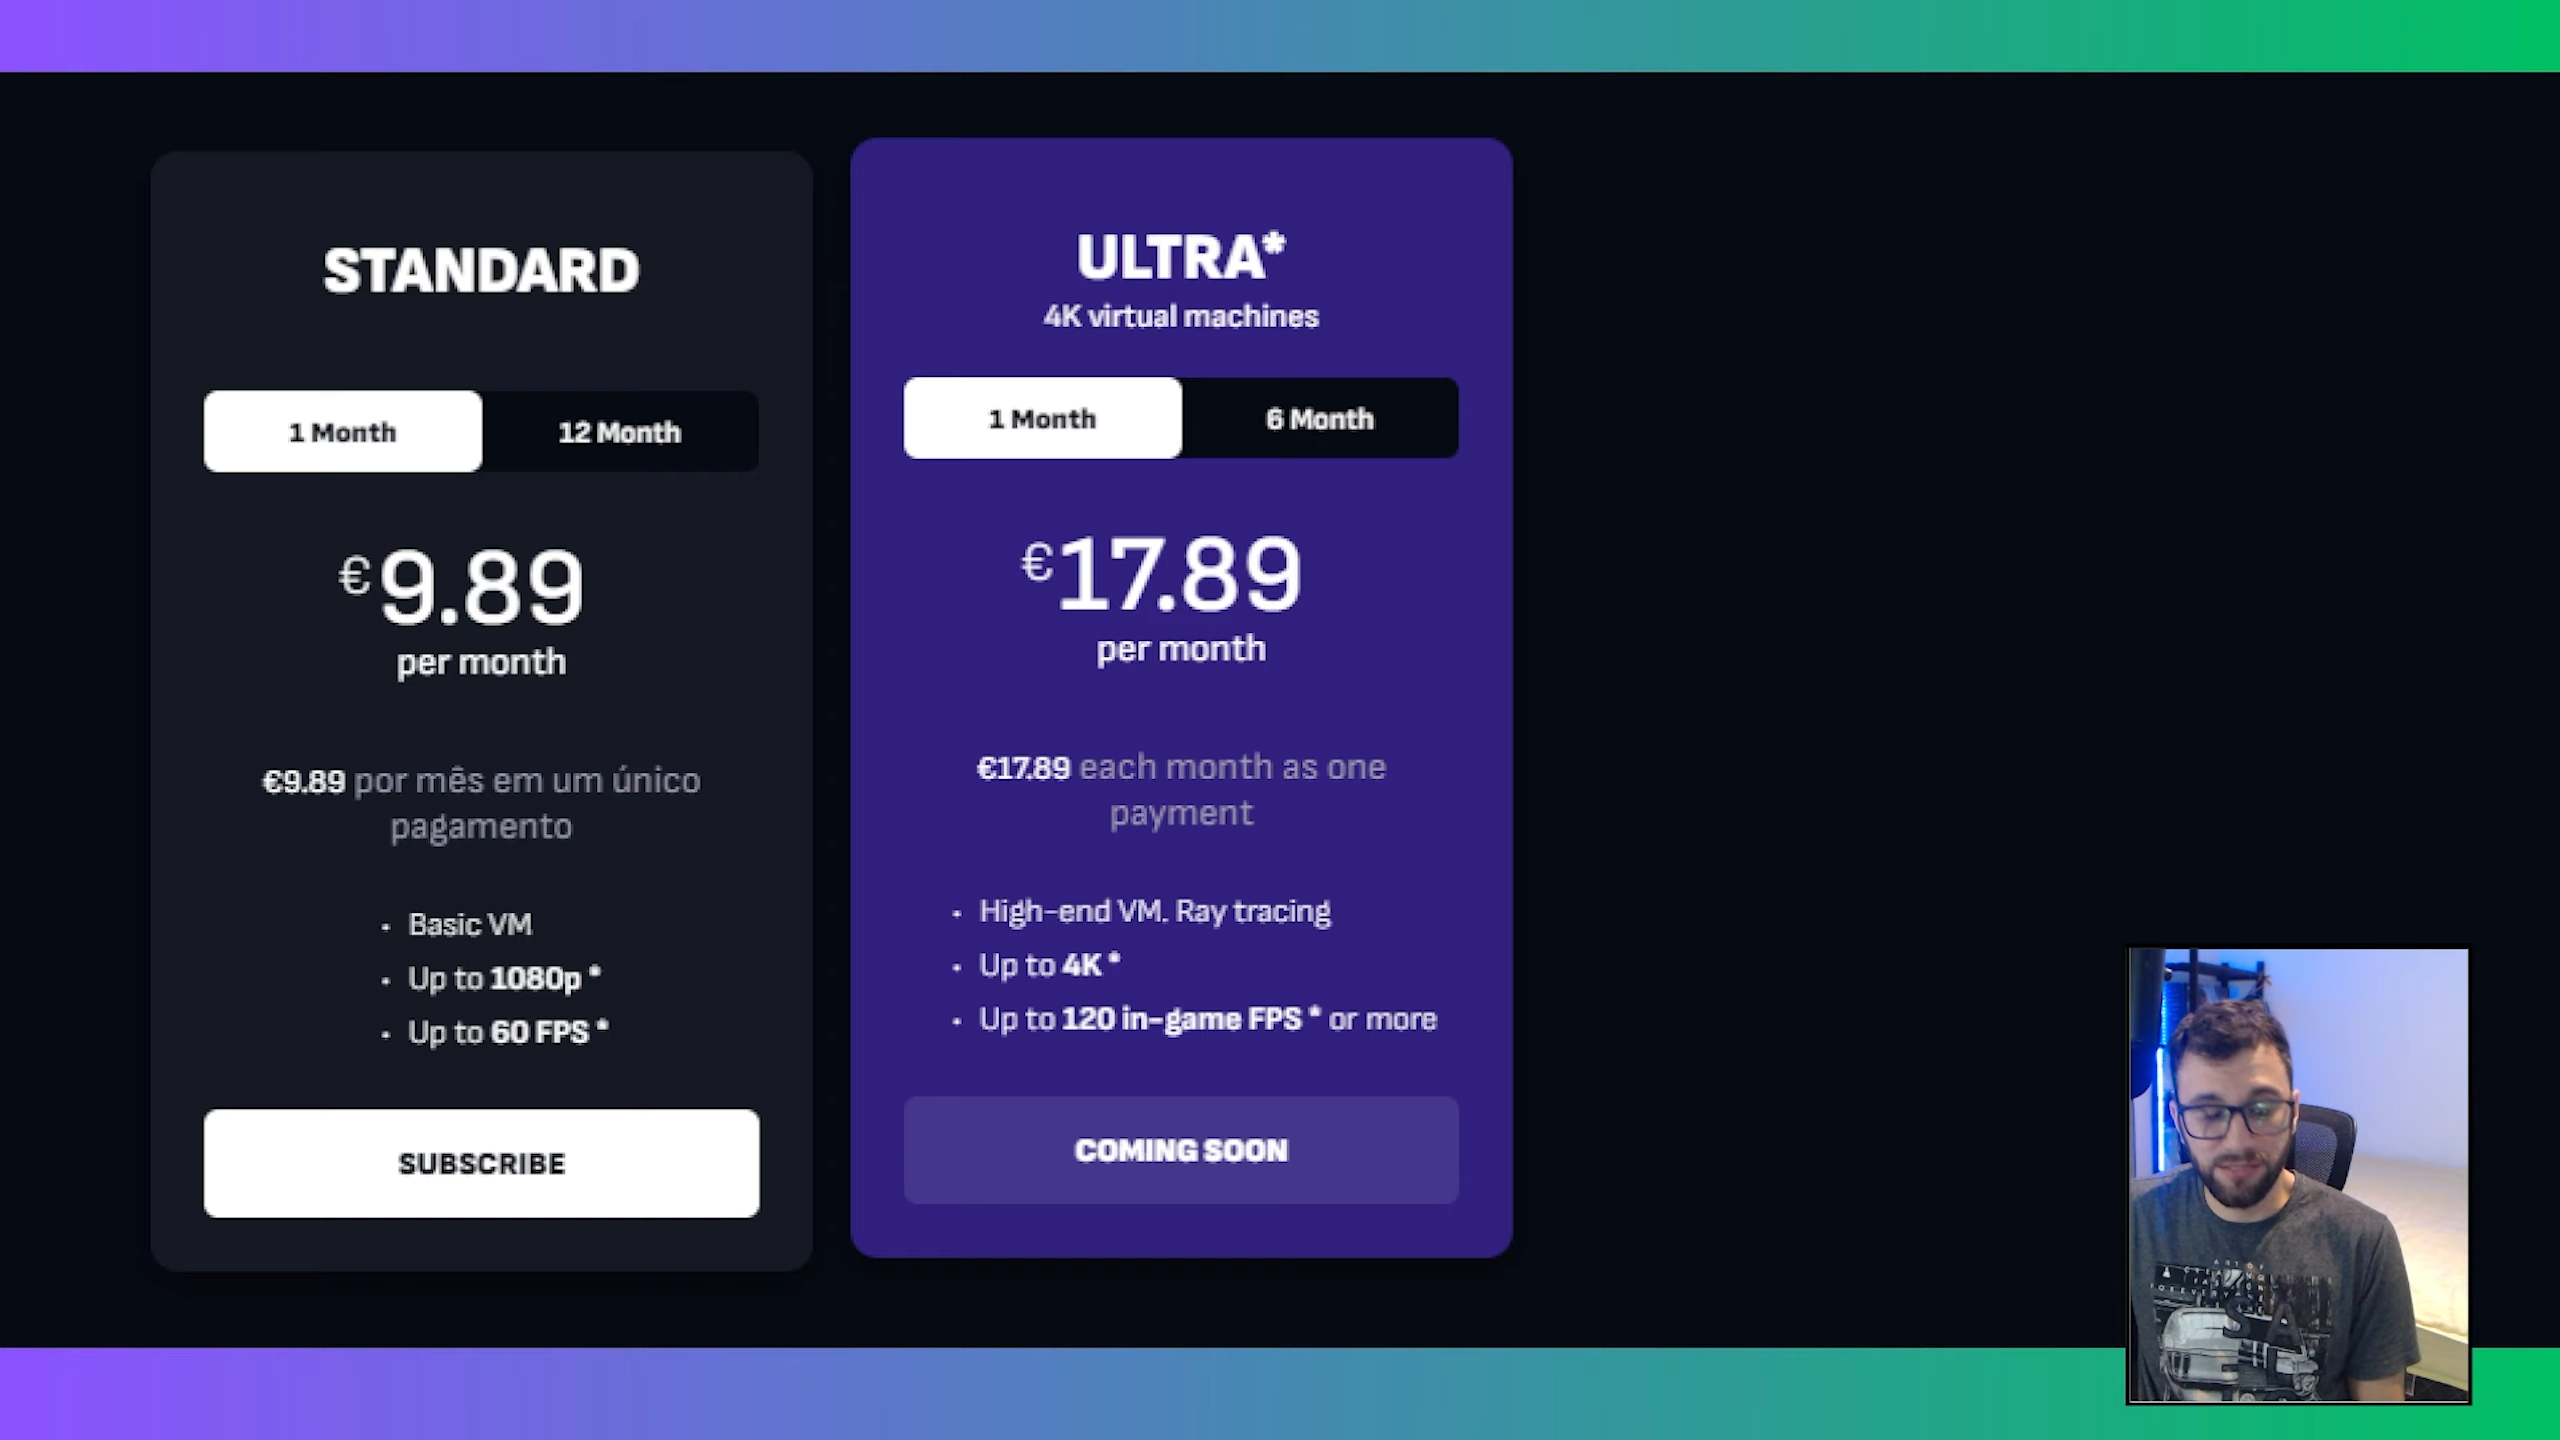 STANDARD
1 Month
12 Month
€9.89
per month
€9.89 por mês em um único
pagamento
• Basic VM
• Up to 1080p *
• Up to 60 FPS *
SUBSCRIBE
ULTRA*
4K virtual machines
1 Month
6 Month
€17.89
per month
€17.89 each month as one
payment
• High-end VM. Ray tracing
• Up to 4K *
• Up to 120 in-game FPS * or more
COMING SOON
ART OF